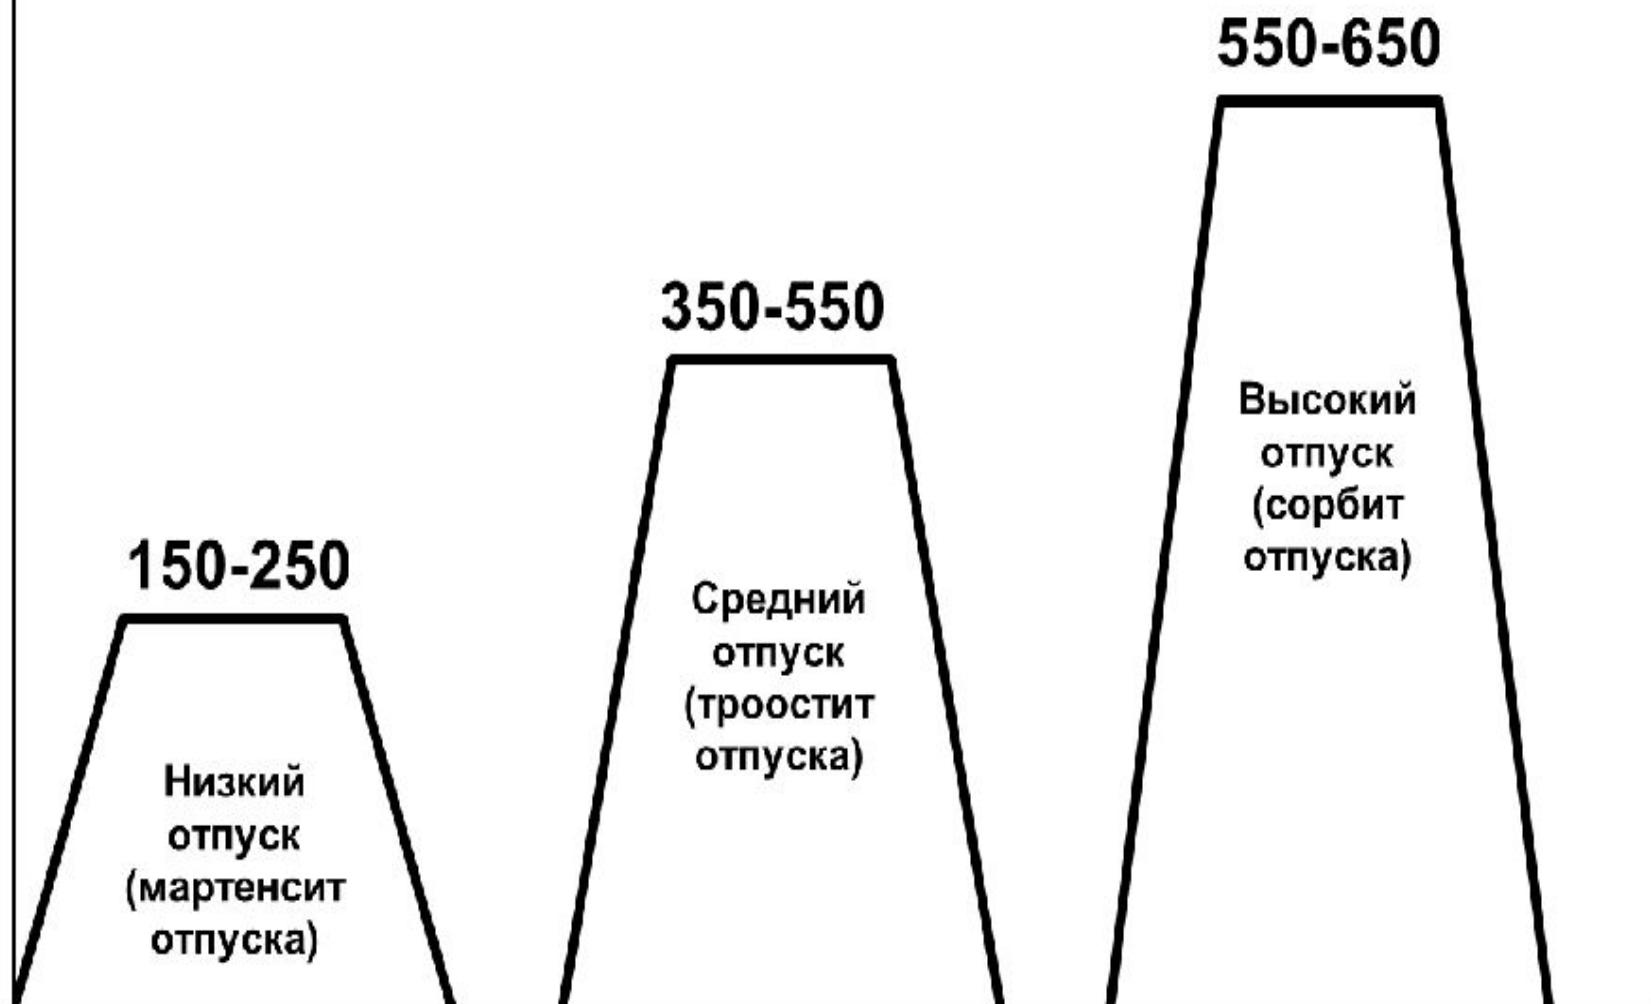 550-650
350-550
150-250
Высокий
отпуск
(сорбит
отпуска)
Средний
отпуск
(троостит
отпуска)
Низкий
отпуск
(мартенсит
отпуска)